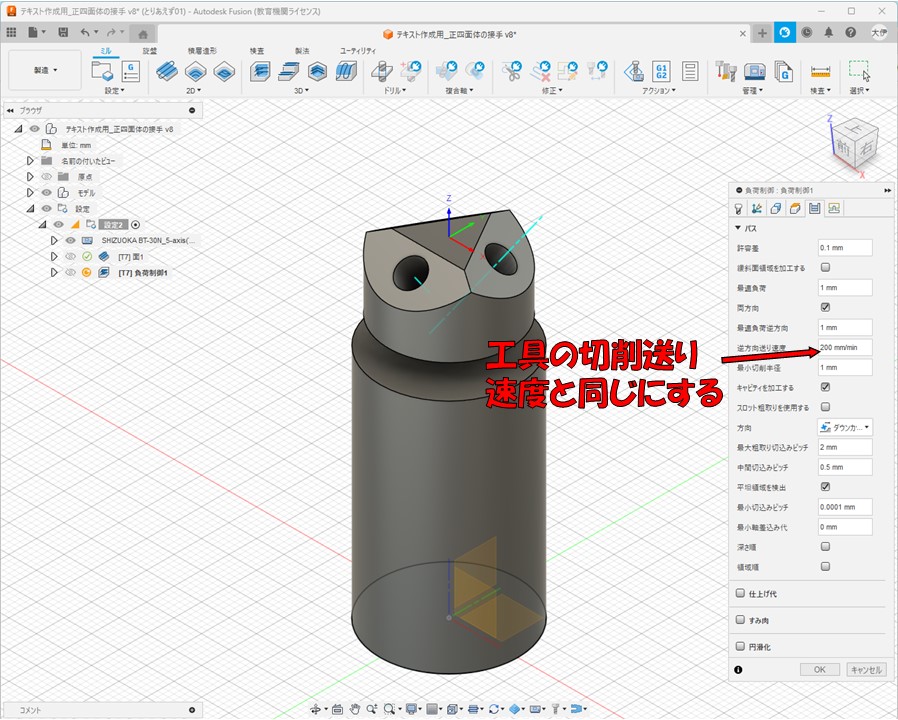 テキスト作成用_正四面体の接手 v8* (とりあえず01) - Autodesk Fusion (教育機関ライセンス)
テキスト作成用_正四面体の接手 v8*
大伊
ミル
旋盤
積層造形
検査
製法
ユーティリティ
製造
設定
2D
3D
ドリル
複合軸
修正
アクション
管理
検査
選択
G1
G2
ブラウザ
テキスト作成用_正四面体の接手 v8
単位: mm
名前の付いたビュー
原点
モデル
設定
設定2
SHIZUOKA BT-30N_5-axis(...
[T7] 面1
[T7] 負荷制御1
Z
上
前
右
X
Z
工具の切削送り
速度と同じにする
負荷制御 : 負荷制御1
パス
許容差 0.1 mm
緩斜面領域を加工する
最適負荷 1 mm
両方向
最適負荷逆方向 1 mm
逆方向送り速度 200 mm/min
最小切削半径 1 mm
キャビティを加工する
スロット粗取りを使用する
方向 ダウンカ...
最大粗取り切込みピッチ 2 mm
中間切込みピッチ 0.5 mm
平坦領域を検出
最小切込みピッチ 0.0001 mm
最小軸差込み代 0 mm
深さ順
領域順
仕上げ代
すみ肉
円滑化
OK キャンセル
コメント